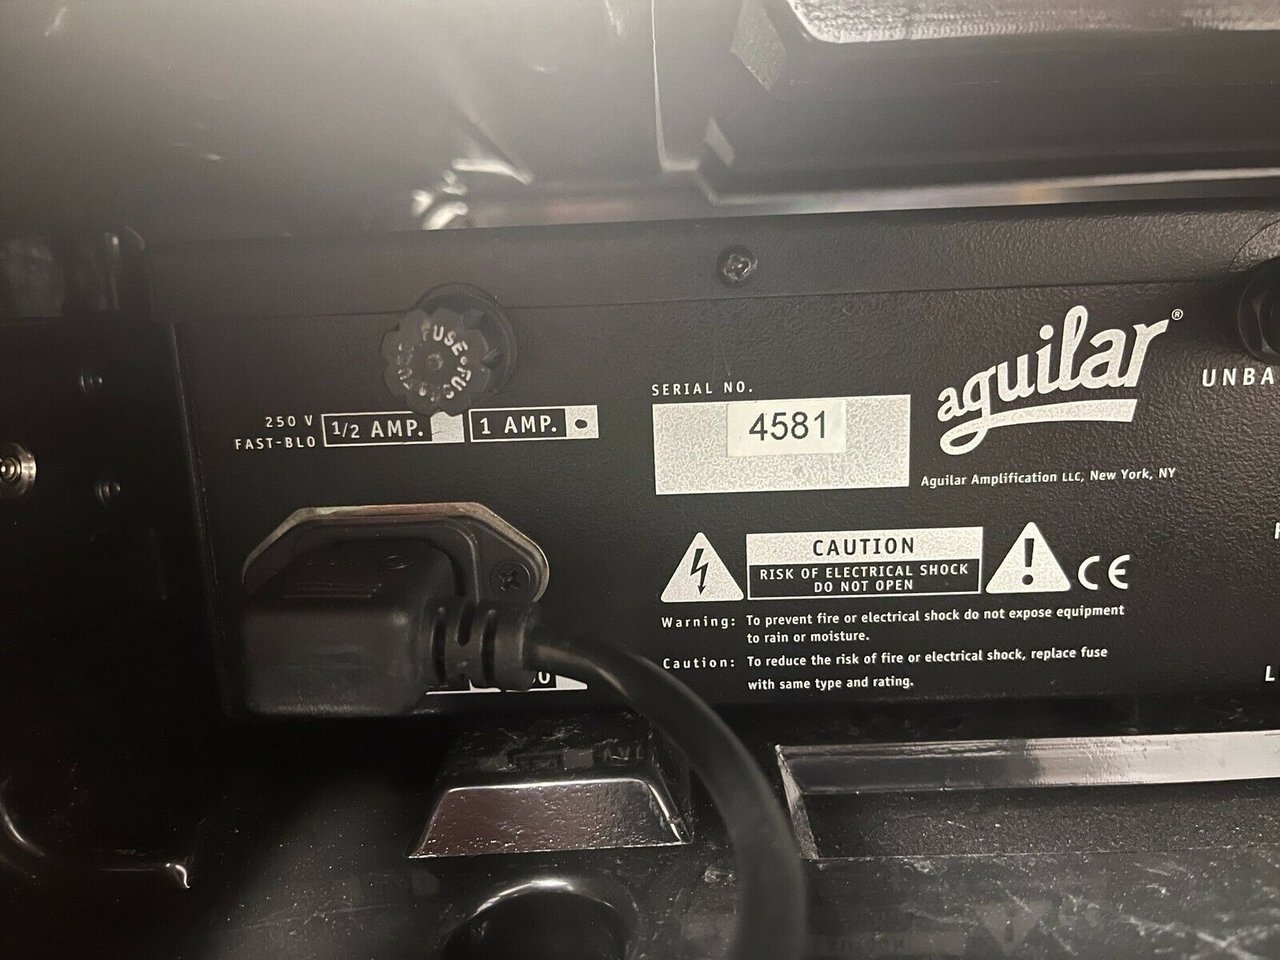 FUSE • FUSE • FUSE
250 V
FAST-BLO
1/2 AMP.
1 AMP.
SERIAL NO.
4581
aguilar®
Aguilar Amplification LLC, New York, NY
UNBA
CAUTION
RISK OF ELECTRICAL SHOCK
DO NOT OPEN
CE
Warning: To prevent fire or electrical shock do not expose equipment
to rain or moisture.
Caution: To reduce the risk of fire or electrical shock, replace fuse
with same type and rating.
L